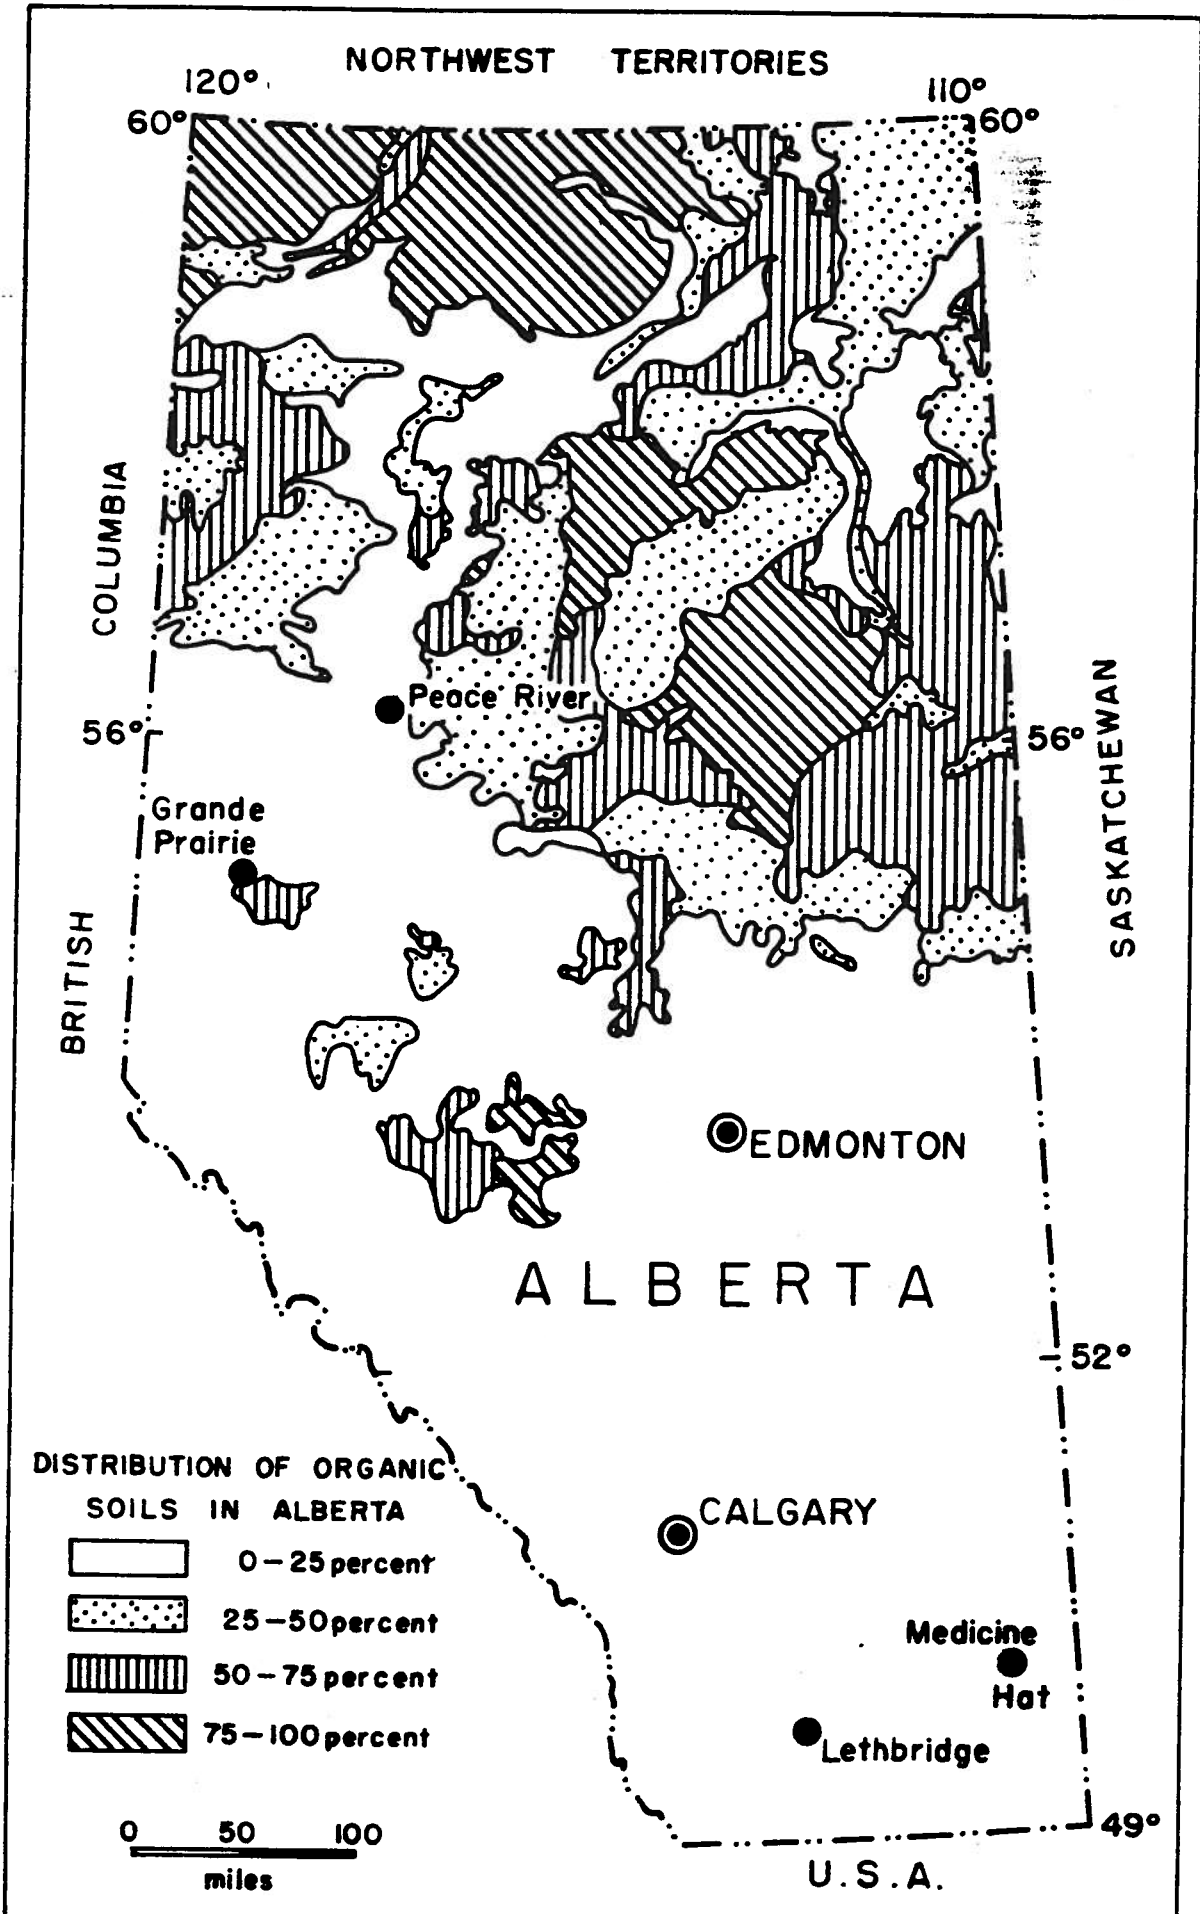 NORTHWEST TERRITORIES
120°
110°
60°
60°
COLUMBIA
BRITISH
SASKATCHEWAN
Peace River
56°
56°
Grande
Prairie
EDMONTON
ALBERTA
52°
DISTRIBUTION OF ORGANIC
SOILS IN ALBERTA
0-25 percent
25-50 percent
50-75 percent
75-100 percent
CALGARY
Medicine
Hat
Lethbridge
0 50 100
miles
49°
U.S.A.